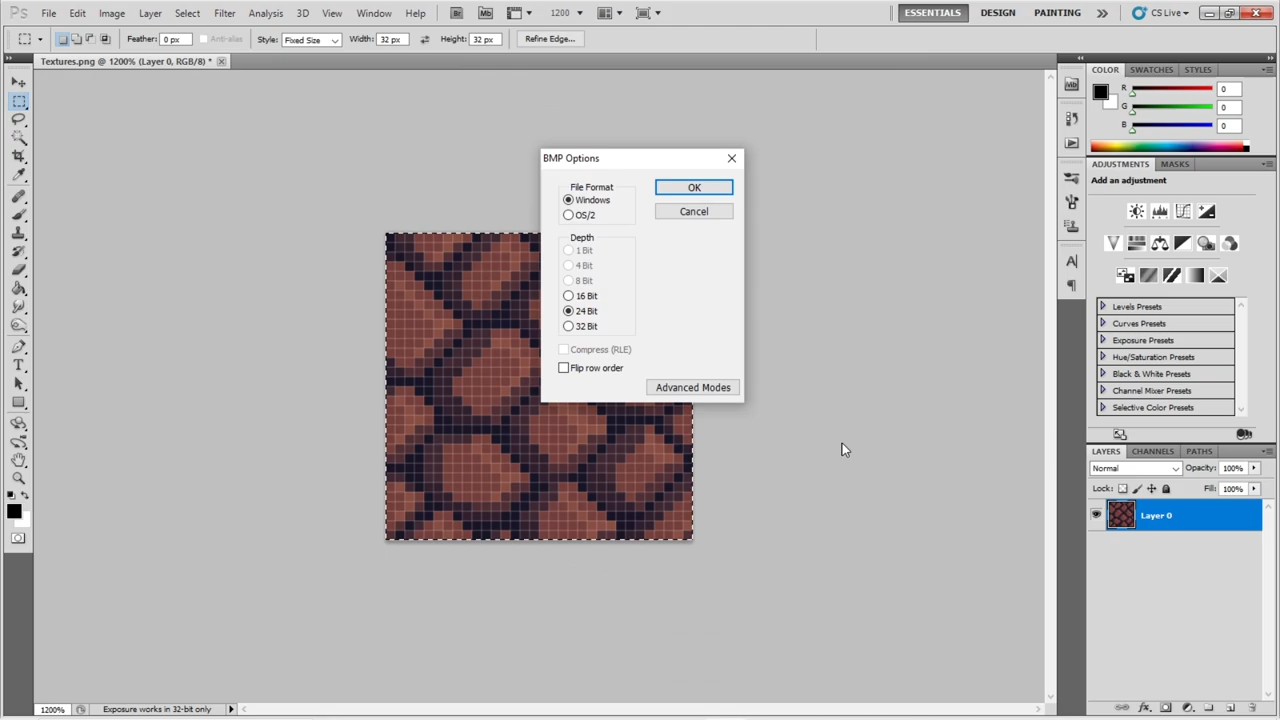 Ps File Edit Image Layer Select Filter Analysis 3D View Window Help Br Mb 1200 ESSENTIALS DESIGN PAINTING CS Live
Feather: 0 px Anti-alias Style: Fixed Size Width: 32 px Height: 32 px Refine Edge...
Textures.png @ 1200% (Layer 0, RGB/8) *
BMP Options
File Format
Windows
OS/2
OK
Cancel
Depth
1 Bit
4 Bit
8 Bit
16 Bit
24 Bit
32 Bit
Compress (RLE)
Flip row order
Advanced Modes
Mb
COLOR SWATCHES STYLES
R 0
G 0
B 0
ADJUSTMENTS MASKS
Add an adjustment
Levels Presets
Curves Presets
Exposure Presets
Hue/Saturation Presets
Black & White Presets
Channel Mixer Presets
Selective Color Presets
LAYERS CHANNELS PATHS
Normal Opacity: 100%
Lock: Fill: 100%
Layer 0
1200% Exposure works in 32-bit only